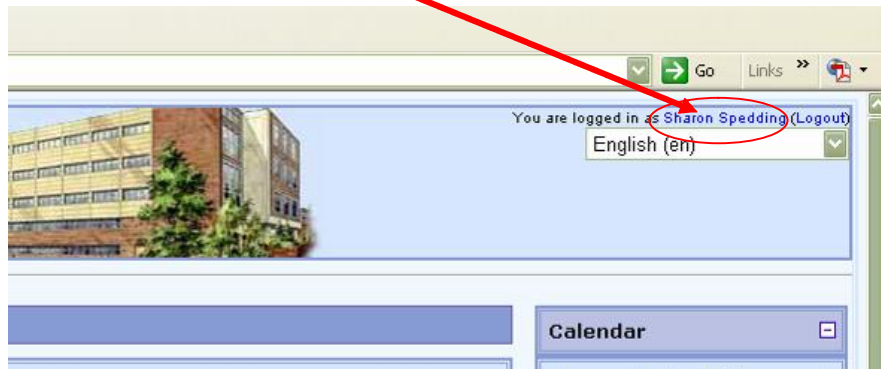 Go Links »
You are logged in as Sharon Spedding (Logout)
English (en)
Calendar